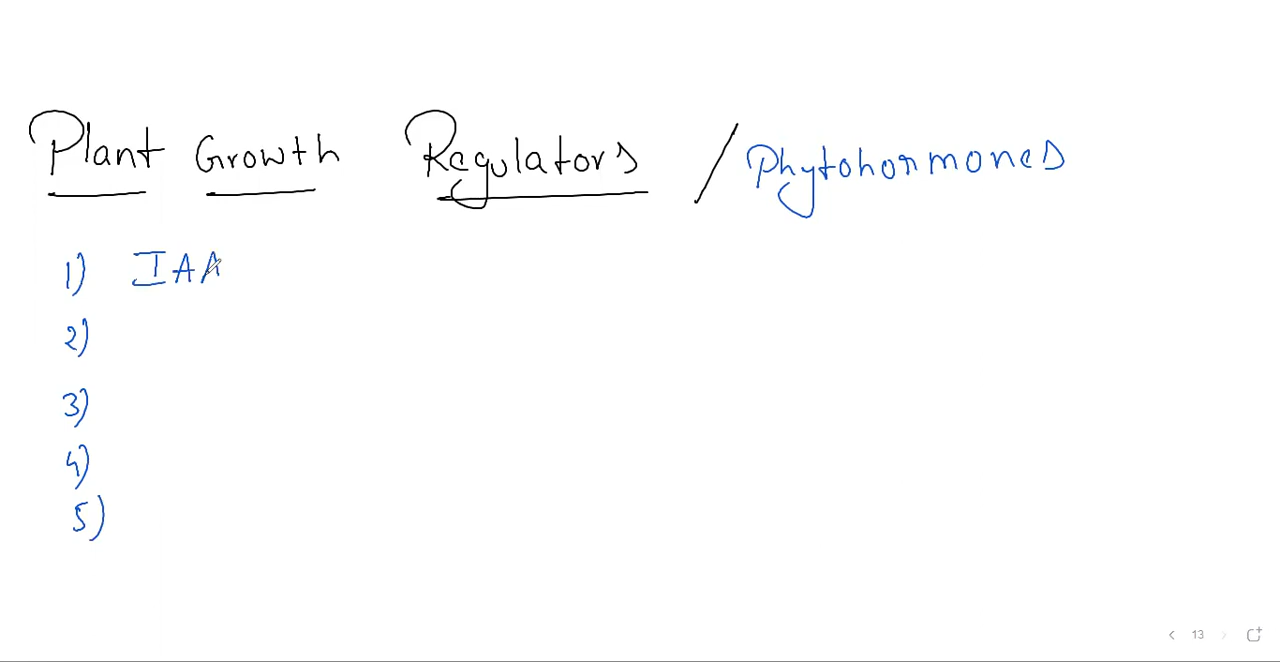 Plant Growth Regulators / Phytohormones
1) IAA
2)
3)
4)
5)
13